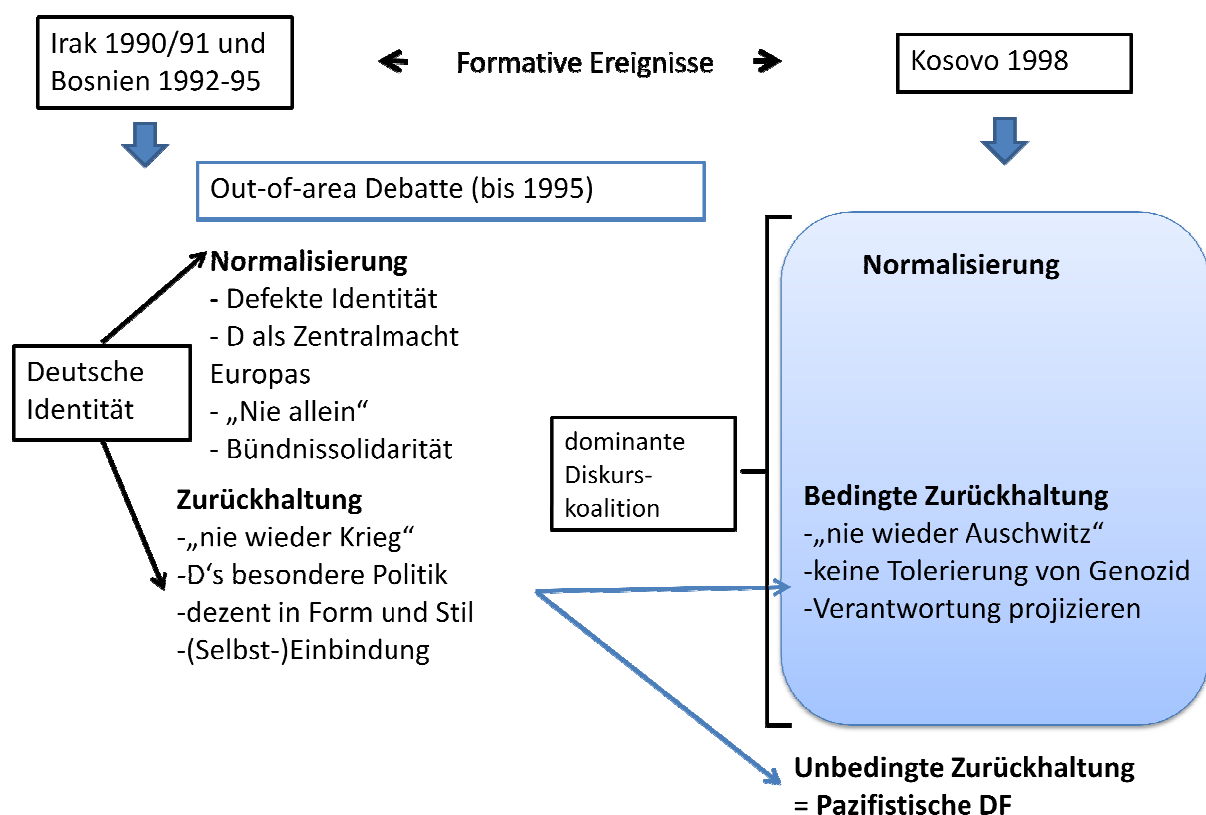 Irak 1990/91 und
Bosnien 1992-95
Formative Ereignisse
Kosovo 1998
Out-of-area Debatte (bis 1995)
Normalisierung
- Defekte Identität
- D als Zentralmacht
Europas
- „Nie allein“
- Bündnissolidarität
Deutsche
Identität
Zurückhaltung
-„nie wieder Krieg“
-D‘s besondere Politik
-dezent in Form und Stil
-(Selbst-)Einbindung
dominante
Diskurs-
koalition
Normalisierung
Bedingte Zurückhaltung
-„nie wieder Auschwitz“
-keine Tolerierung von Genozid
-Verantwortung projizieren
Unbedingte Zurückhaltung
= Pazifistische DF